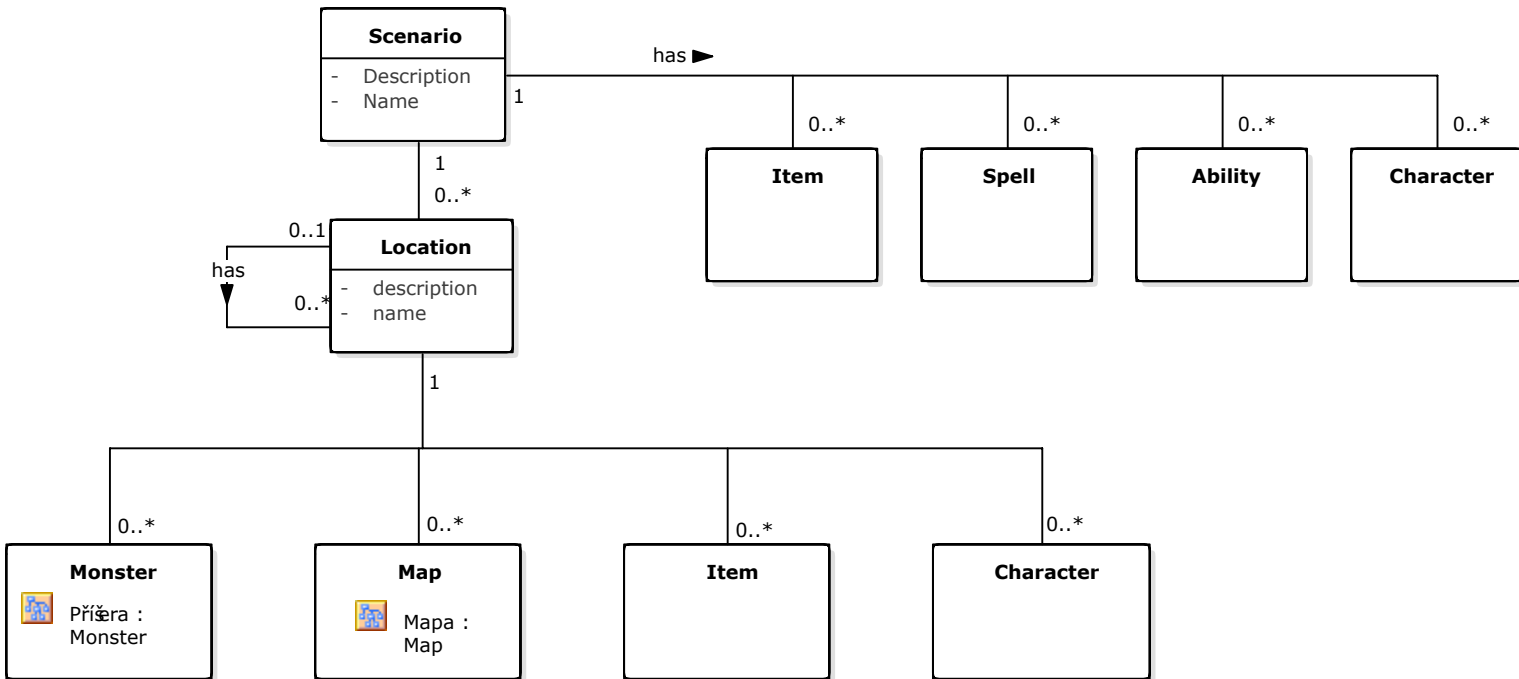 Scenario
- Description
- Name
has ►
1
0..*
0..*
0..*
0..*
Item
Spell
Ability
Character
1
0..*
0..1
has
0..*
Location
- description
- name
1
0..*
0..*
0..*
0..*
Monster
Příšera :
Monster
Map
Mapa :
Map
Item
Character